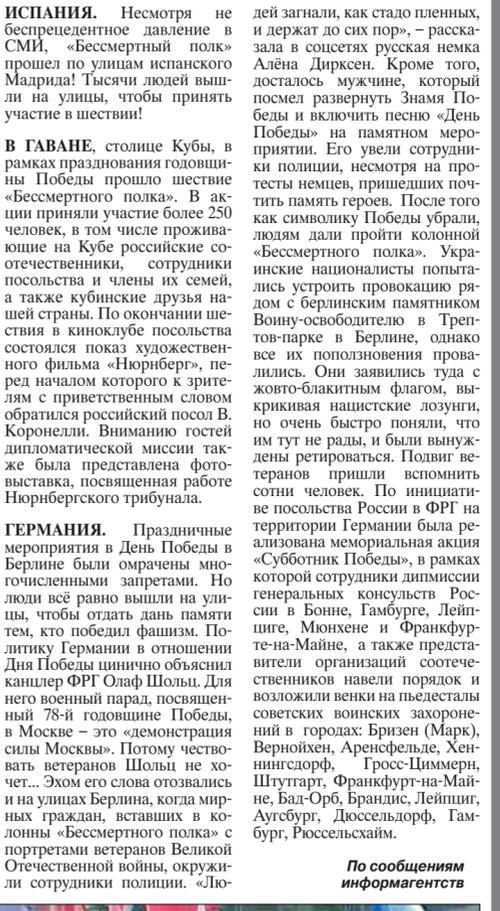 ИСПАНИЯ. Несмотря не
беспрецедентное давление в
СМИ, «Бессмертный полк»
прошел по улицам испанского
Мадрида! Тысячи людей выш-
ли на улицы, чтобы принять
участие в шествии!
В ГАВАНЕ, столице Кубы, в
рамках празднования годовщи-
ны Победы прошло шествие
«Бессмертного полка». В ак-
ции приняли участие более 250
человек, в том числе прожива-
ющие на Кубе российские со-
отечественники, сотрудники
посольства и члены их семей,
а также кубинские друзья на-
шей страны. По окончании ше-
ствия в киноклубе посольства
состоялся показ художествен-
ного фильма «Нюрнберг», пе-
ред началом которого к зрите-
лям с приветственным словом
обратился российский посол В.
Коронелли. Вниманию гостей
дипломатической миссии так-
же была представлена фото-
выставка, посвященная работе
Нюрнбергского трибунала.
ГЕРМАНИЯ. Праздничные
мероприятия в День Победы в
Берлине были омрачены мно-
гочисленными запретами. Но
люди всё равно вышли на ули-
цы, чтобы отдать дань памяти
тем, кто победил фашизм. По-
литику Германии в отношении
Дня Победы цинично объяснил
канцлер ФРГ Олаф Шольц. Для
него военный парад, посвящен-
ный 78-й годовщине Победы,
в Москве – это «демонстрация
силы Москвы». Потому чество-
вать ветеранов Шольц не хо-
чет... Эхом его слова отозвались
и на улицах Берлина, когда мир-
ных граждан, вставших в ко-
лонны «Бессмертного полка» с
портретами ветеранов Великой
Отечественной войны, окружи-
ли сотрудники полиции. «Лю-
дей загнали, как стадо пленных,
и держат до сих пор», – расска-
зала в соцсетях русская немка
Алёна Дирксен. Кроме того,
досталось мужчине, который
посмел развернуть Знамя По-
беды и включить песню «День
Победы» на памятном меро-
приятии. Его увели сотрудни-
ки полиции, несмотря на про-
тесты немцев, пришедших поч-
тить память героев. После того
как символику Победы убрали,
людям дали пройти колонной
«Бессмертного полка». Укра-
инские националисты попыта-
лись устроить провокацию ря-
дом с берлинским памятником
Воину-освободителю в Треп-
тов-парке в Берлине, однако
все их поползновения прова-
лились. Они заявились туда с
жовто-блакитным флагом, вы-
крикивая нацистские лозунги,
но очень быстро поняли, что
им тут не рады, и были вынуж-
дены ретироваться. Подвиг ве-
теранов пришли вспомнить
сотни человек. По инициати-
ве посольства России в ФРГ на
территории Германии была ре-
ализована мемориальная акция
«Субботник Победы», в рамках
которой сотрудники дипмиссии
генеральных консульств Рос-
сии в Бонне, Гамбурге, Лейп-
циге, Мюнхене и Франкфур-
те-на-Майне, а также предста-
вители организаций соотече-
ственников навели порядок и
возложили венки на пьедесталы
советских воинских захороне-
ний в городах: Бризен (Марк),
Вернойхен, Аренсфельде, Хен-
нингсдорф, Гросс-Циммерн,
Штутгарт, Франкфурт-на-Май-
не, Бад-Орб, Брандис, Лейпциг,
Аугсбург, Дюссельдорф, Гам-
бург, Рюссельсхайм.
По сообщениям
информагентств